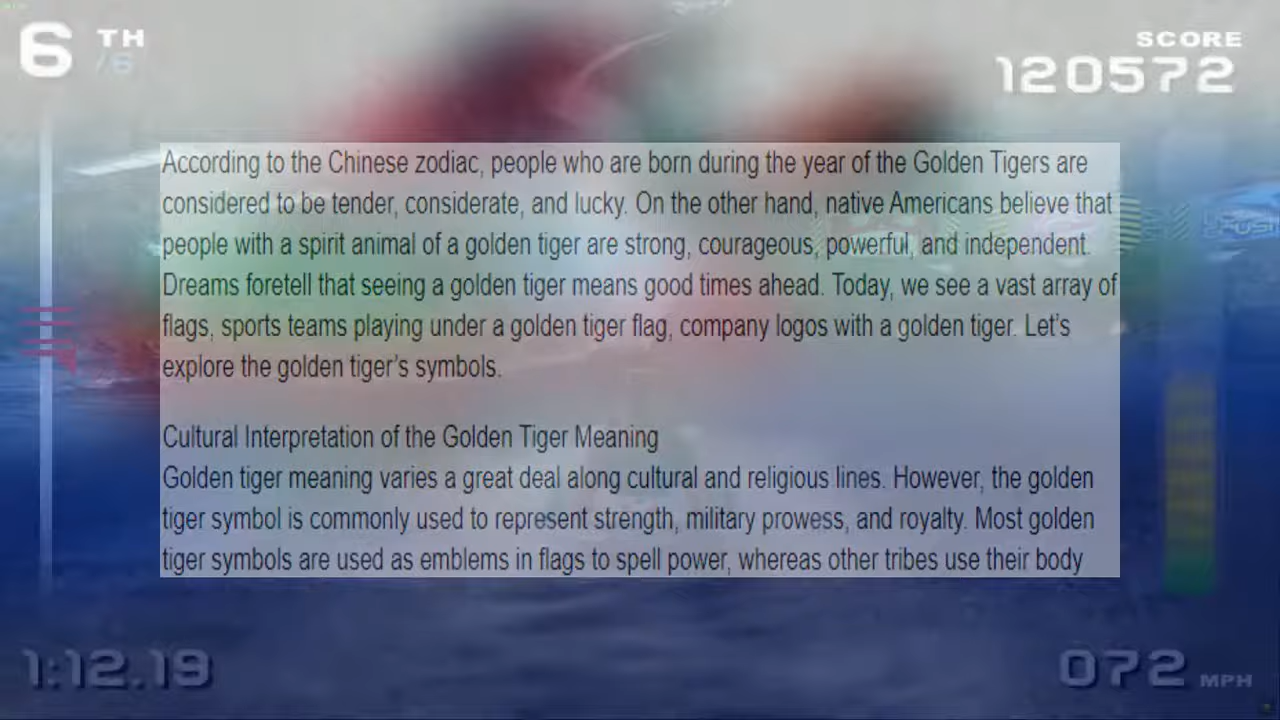 6 TH
/6
SCORE
120572
According to the Chinese zodiac, people who are born during the year of the Golden Tigers are
considered to be tender, considerate, and lucky. On the other hand, native Americans believe that
people with a spirit animal of a golden tiger are strong, courageous, powerful, and independent.
Dreams foretell that seeing a golden tiger means good times ahead. Today, we see a vast array of
flags, sports teams playing under a golden tiger flag, company logos with a golden tiger. Let’s
explore the golden tiger’s symbols.
Cultural Interpretation of the Golden Tiger Meaning
Golden tiger meaning varies a great deal along cultural and religious lines. However, the golden
tiger symbol is commonly used to represent strength, military prowess, and royalty. Most golden
tiger symbols are used as emblems in flags to spell power, whereas other tribes use their body
1:12.19
072 MPH